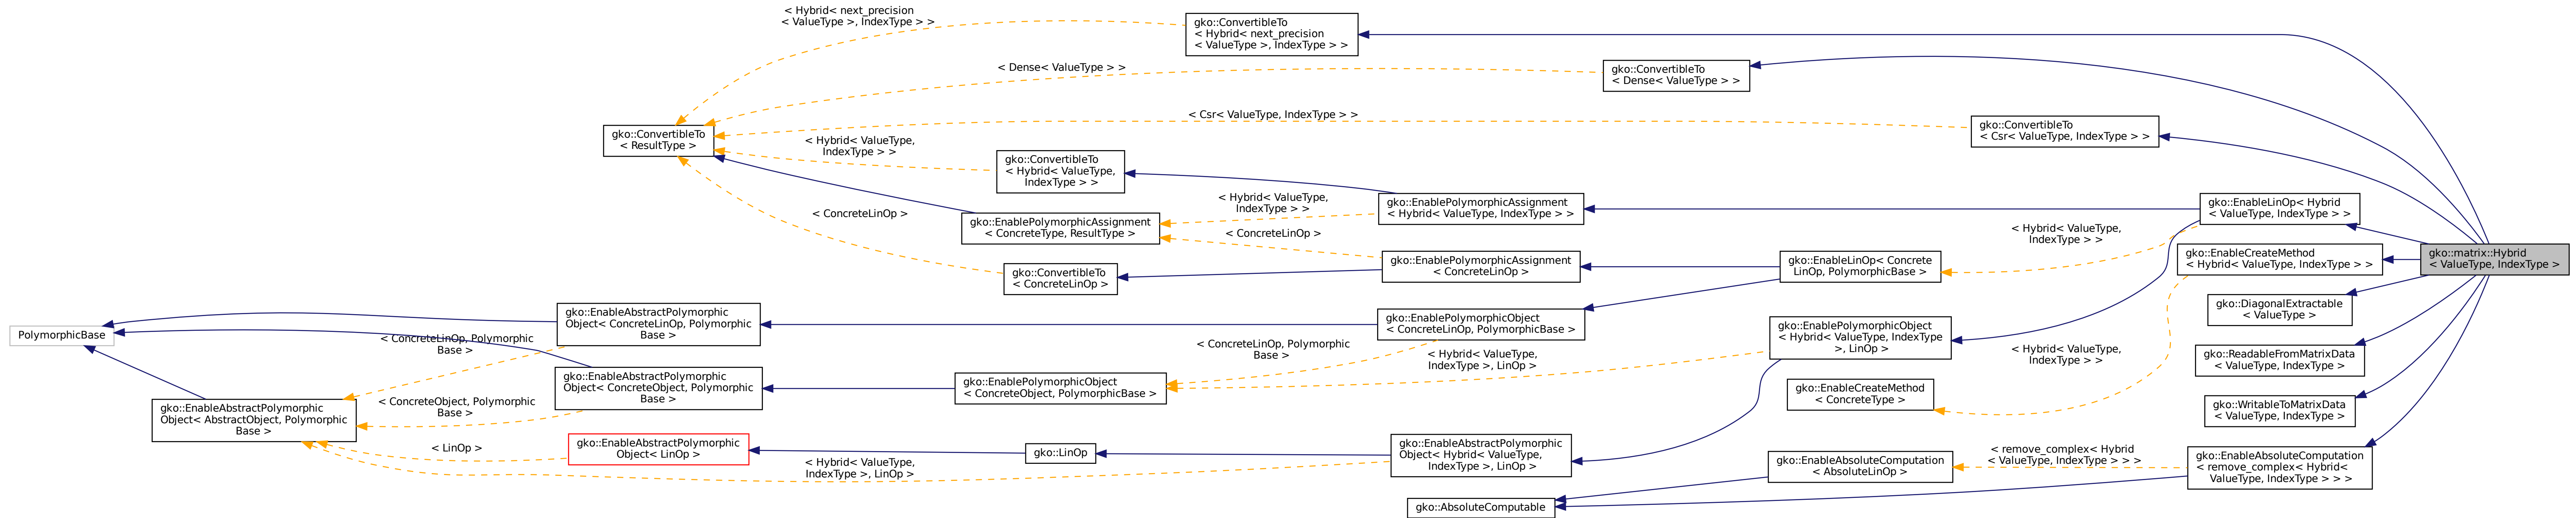 < Hybrid< next_precision
< ValueType >, IndexType > >
gko::ConvertibleTo
< Hybrid< next_precision
< ValueType >, IndexType > >
< Dense< ValueType > >
gko::ConvertibleTo
< Dense< ValueType > >
< Csr< ValueType, IndexType > >
gko::ConvertibleTo
< Csr< ValueType, IndexType > >
gko::ConvertibleTo
< ResultType >
< Hybrid< ValueType,
IndexType > >
gko::ConvertibleTo
< Hybrid< ValueType,
IndexType > >
< Hybrid< ValueType,
IndexType > >
gko::EnablePolymorphicAssignment
< Hybrid< ValueType, IndexType > >
gko::EnableLinOp< Hybrid
< ValueType, IndexType > >
< ConcreteLinOp >
gko::EnablePolymorphicAssignment
< ConcreteType, ResultType >
< ConcreteLinOp >
< Hybrid< ValueType,
IndexType > >
gko::EnableCreateMethod
< Hybrid< ValueType, IndexType > >
gko::matrix::Hybrid
< ValueType, IndexType >
gko::ConvertibleTo
< ConcreteLinOp >
gko::EnablePolymorphicAssignment
< ConcreteLinOp >
gko::EnableLinOp< Concrete
LinOp, PolymorphicBase >
gko::DiagonalExtractable
< ValueType >
PolymorphicBase
gko::EnableAbstractPolymorphic
Object< ConcreteLinOp, Polymorphic
Base >
gko::EnablePolymorphicObject
< ConcreteLinOp, PolymorphicBase >
gko::EnablePolymorphicObject
< Hybrid< ValueType, IndexType
>, LinOp >
< ConcreteLinOp, Polymorphic
Base >
< ConcreteLinOp, Polymorphic
Base >
< Hybrid< ValueType,
IndexType >, LinOp >
< Hybrid< ValueType,
IndexType > >
gko::ReadableFromMatrixData
< ValueType, IndexType >
gko::EnableAbstractPolymorphic
Object< ConcreteObject, Polymorphic
Base >
gko::EnablePolymorphicObject
< ConcreteObject, PolymorphicBase >
gko::EnableCreateMethod
< ConcreteType >
gko::EnableAbstractPolymorphic
Object< AbstractObject, Polymorphic
Base >
< ConcreteObject, Polymorphic
Base >
gko::WritableToMatrixData
< ValueType, IndexType >
< LinOp >
gko::EnableAbstractPolymorphic
Object< LinOp >
gko::LinOp
gko::EnableAbstractPolymorphic
Object< Hybrid< ValueType,
IndexType >, LinOp >
< Hybrid< ValueType,
IndexType >, LinOp >
gko::EnableAbsoluteComputation
< AbsoluteLinOp >
< remove_complex< Hybrid
< ValueType, IndexType > > >
gko::EnableAbsoluteComputation
< remove_complex< Hybrid<
ValueType, IndexType > > >
gko::AbsoluteComputable